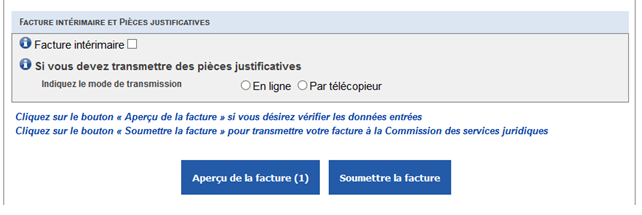 Facture intérimaire et Pièces justificatives
Facture intérimaire
Si vous devez transmettre des pièces justificatives
Indiquez le mode de transmission En ligne Par télécopieur
Cliquez sur le bouton « Aperçu de la facture » si vous désirez vérifier les données entrées
Cliquez sur le bouton « Soumettre la facture » pour transmettre votre facture à la Commission des services juridiques
Aperçu de la facture (1) Soumettre la facture